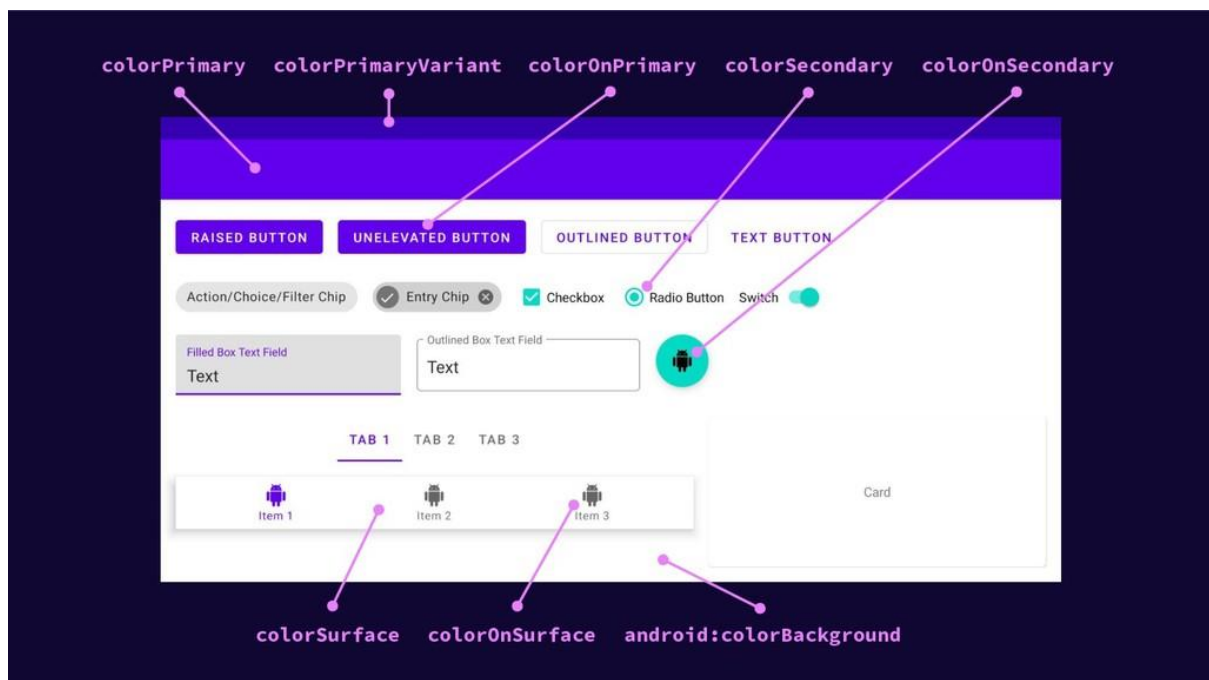 colorPrimary colorPrimaryVariant colorOnPrimary colorSecondary colorOnSecondary
RAISED BUTTON UNELEVATED BUTTON OUTLINED BUTTON TEXT BUTTON
Action/Choice/Filter Chip Entry Chip Checkbox Radio Button Switch
Filled Box Text Field Outlined Box Text Field
Text Text
TAB 1 TAB 2 TAB 3
Card
Item 1 Item 2 Item 3
colorSurface colorOnSurface android:colorBackground